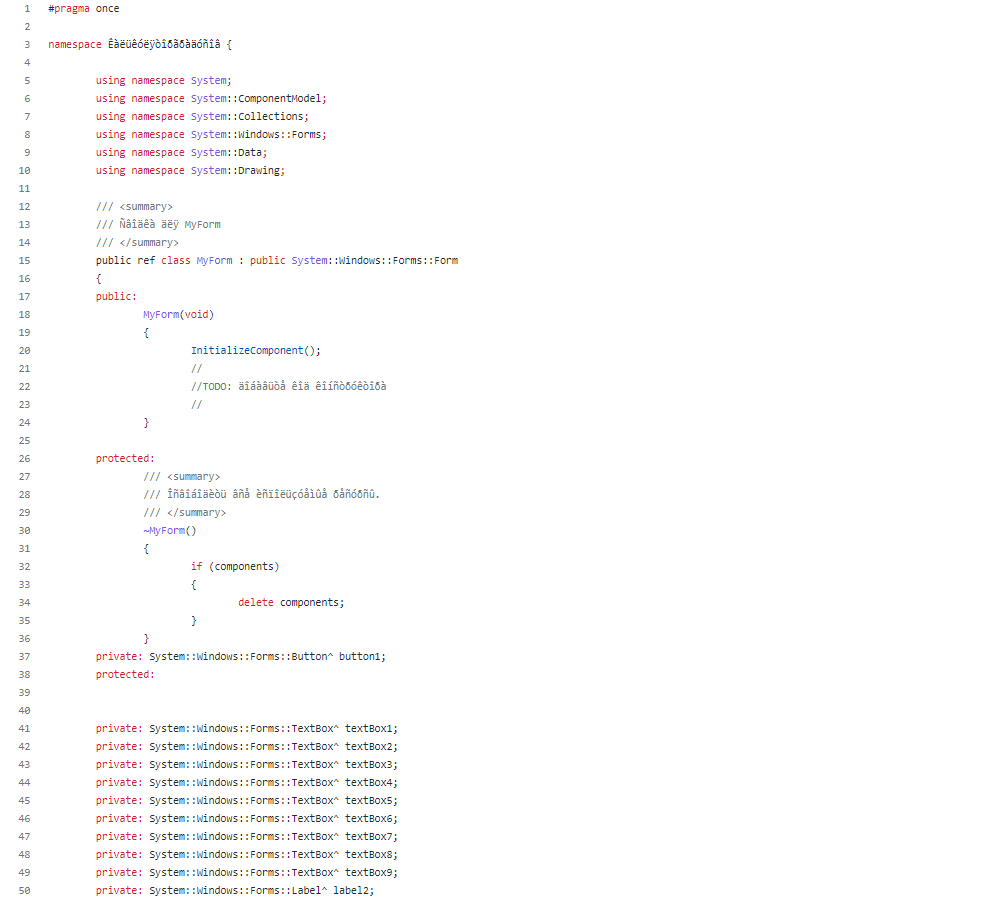 1 #pragma once
2
3 namespace Êàëüêóëÿòîðãðàäóñîâ {
4
5 using namespace System;
6 using namespace System::ComponentModel;
7 using namespace System::Collections;
8 using namespace System::Windows::Forms;
9 using namespace System::Data;
10 using namespace System::Drawing;
11
12 /// <summary>
13 /// Ñâîäêà äëÿ MyForm
14 /// </summary>
15 public ref class MyForm : public System::Windows::Forms::Form
16 {
17 public:
18 MyForm(void)
19 {
20 InitializeComponent();
21 //
22 //TODO: äîáàâüòå êîä êîíñòðóêòîðà
23 //
24 }
25
26 protected:
27 /// <summary>
28 /// Îñâîáîäèòü âñå èñïîëüçóåìûå ðåñóðñû.
29 /// </summary>
30 ~MyForm()
31 {
32 if (components)
33 {
34 delete components;
35 }
36 }
37 private: System::Windows::Forms::Button^ button1;
38 protected:
39
40
41 private: System::Windows::Forms::TextBox^ textBox1;
42 private: System::Windows::Forms::TextBox^ textBox2;
43 private: System::Windows::Forms::TextBox^ textBox3;
44 private: System::Windows::Forms::TextBox^ textBox4;
45 private: System::Windows::Forms::TextBox^ textBox5;
46 private: System::Windows::Forms::TextBox^ textBox6;
47 private: System::Windows::Forms::TextBox^ textBox7;
48 private: System::Windows::Forms::TextBox^ textBox8;
49 private: System::Windows::Forms::TextBox^ textBox9;
50 private: System::Windows::Forms::Label^ label2;